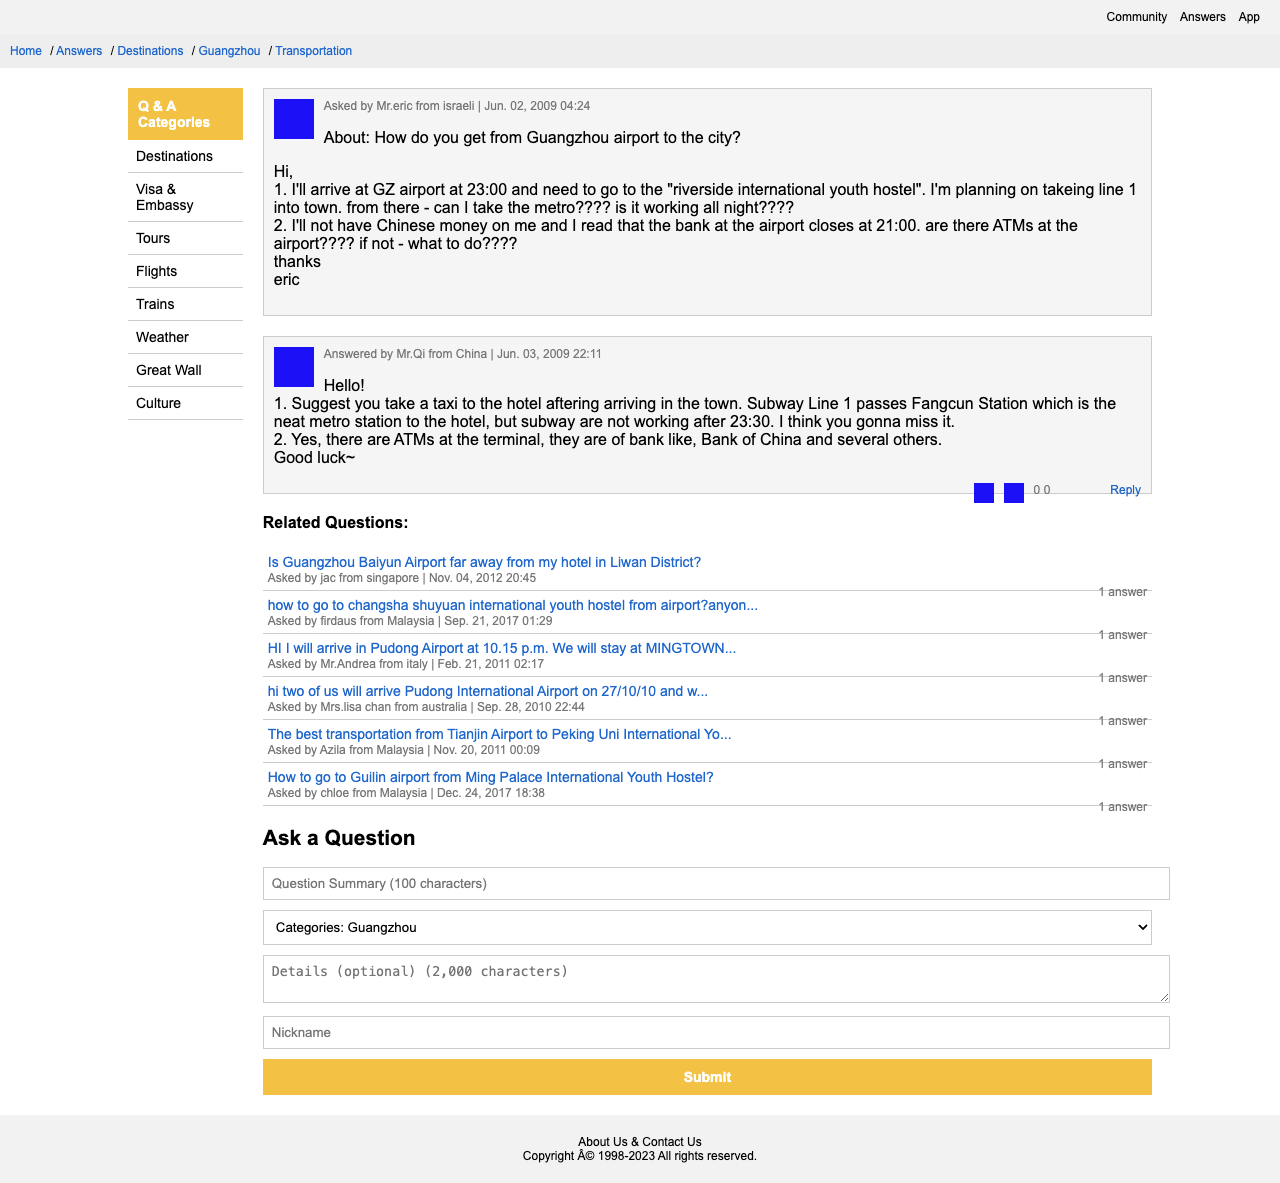 Community Answers App
Home / Answers / Destinations / Guangzhou / Transportation
Q & A
Categories
Destinations
Visa &
Embassy
Tours
Flights
Trains
Weather
Great Wall
Culture
Asked by Mr.eric from israeli | Jun. 02, 2009 04:24
About: How do you get from Guangzhou airport to the city?
Hi,
1. I'll arrive at GZ airport at 23:00 and need to go to the "riverside international youth hostel". I'm planning on takeing line 1
into town. from there - can I take the metro???? is it working all night????
2. I'll not have Chinese money on me and I read that the bank at the airport closes at 21:00. are there ATMs at the
airport???? if not - what to do????
thanks
eric
Answered by Mr.Qi from China | Jun. 03, 2009 22:11
Hello!
1. Suggest you take a taxi to the hotel aftering arriving in the town. Subway Line 1 passes Fangcun Station which is the
neat metro station to the hotel, but subway are not working after 23:30. I think you gonna miss it.
2. Yes, there are ATMs at the terminal, they are of bank like, Bank of China and several others.
Good luck~
0 0 Reply
Related Questions:
Is Guangzhou Baiyun Airport far away from my hotel in Liwan District?
Asked by jac from singapore | Nov. 04, 2012 20:45
1 answer
how to go to changsha shuyuan international youth hostel from airport?anyon...
Asked by firdaus from Malaysia | Sep. 21, 2017 01:29
1 answer
HI I will arrive in Pudong Airport at 10.15 p.m. We will stay at MINGTOWN...
Asked by Mr.Andrea from italy | Feb. 21, 2011 02:17
1 answer
hi two of us will arrive Pudong International Airport on 27/10/10 and w...
Asked by Mrs.lisa chan from australia | Sep. 28, 2010 22:44
1 answer
The best transportation from Tianjin Airport to Peking Uni International Yo...
Asked by Azila from Malaysia | Nov. 20, 2011 00:09
1 answer
How to go to Guilin airport from Ming Palace International Youth Hostel?
Asked by chloe from Malaysia | Dec. 24, 2017 18:38
1 answer
Ask a Question
Question Summary (100 characters)
Categories: Guangzhou
Details (optional) (2,000 characters)
Nickname
Submit
About Us & Contact Us
Copyright Â© 1998-2023 All rights reserved.